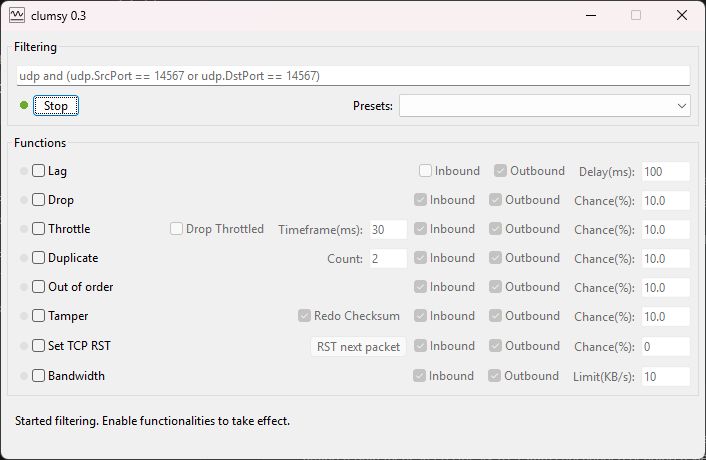 clumsy 0.3
Filtering
udp and (udp.SrcPort == 14567 or udp.DstPort == 14567)
Stop Presets:
Functions
Lag Inbound Outbound Delay(ms): 100
Drop Inbound Outbound Chance(%): 10.0
Throttle Drop Throttled Timeframe(ms): 30 Inbound Outbound Chance(%): 10.0
Duplicate Count: 2 Inbound Outbound Chance(%): 10.0
Out of order Inbound Outbound Chance(%): 10.0
Tamper Redo Checksum Inbound Outbound Chance(%): 10.0
Set TCP RST RST next packet Inbound Outbound Chance(%): 0
Bandwidth Inbound Outbound Limit(KB/s): 10
Started filtering. Enable functionalities to take effect.